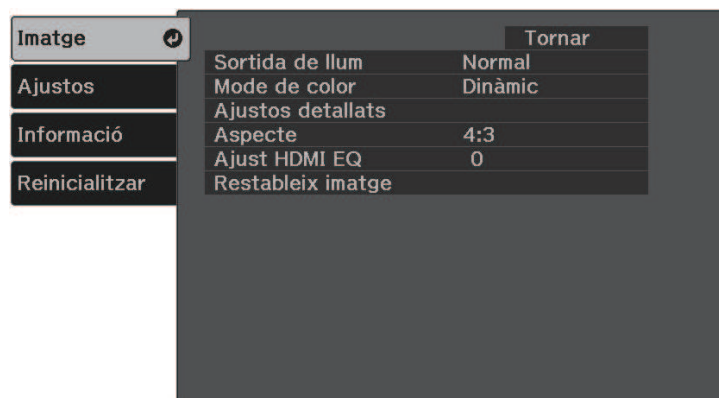 Imatge
Ajustos
Informació
Reinicialitzar
Tornar
Sortida de llum Normal
Mode de color Dinàmic
Ajustos detallats
Aspecte 4:3
Ajust HDMI EQ 0
Restableix imatge